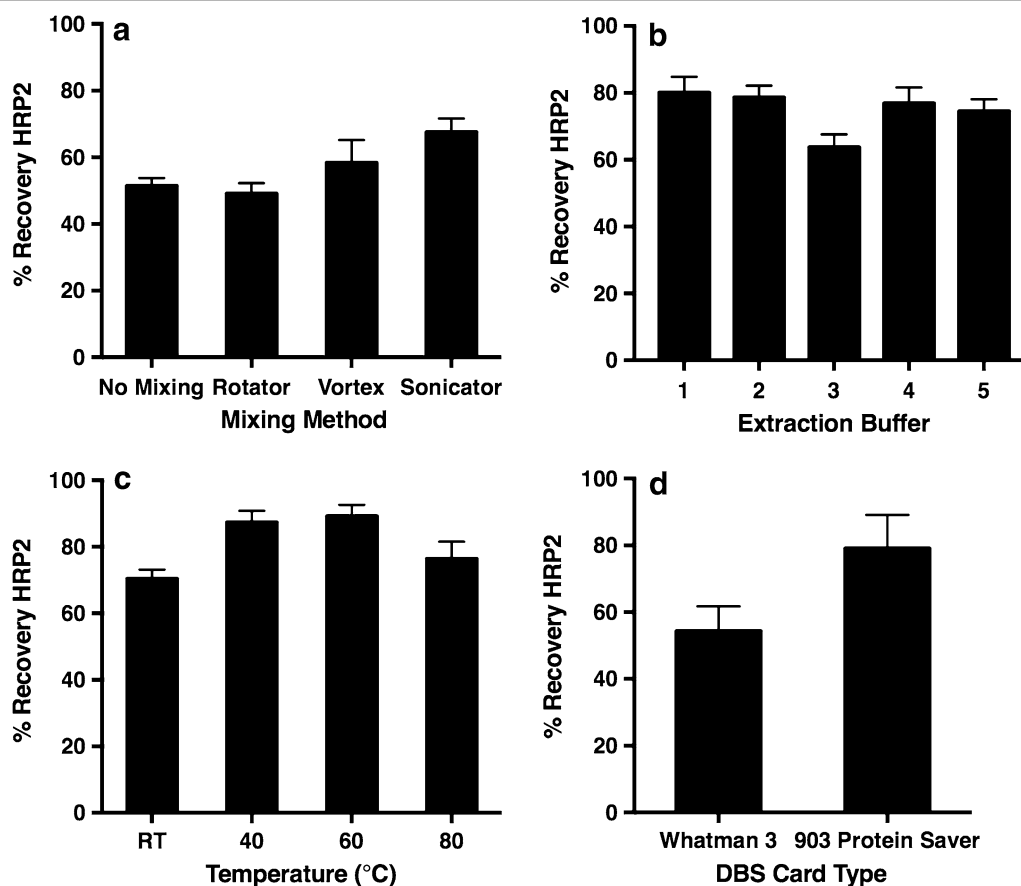 a
% Recovery HRP2
100
80
60
40
20
0
No Mixing Rotator Vortex Sonicator
Mixing Method
b
% Recovery HRP2
100
80
60
40
20
0
1 2 3 4 5
Extraction Buffer
c
% Recovery HRP2
100
80
60
40
20
0
RT 40 60 80
Temperature (°C)
d
% Recovery HRP2
100
80
60
40
20
0
Whatman 3 903 Protein Saver
DBS Card Type